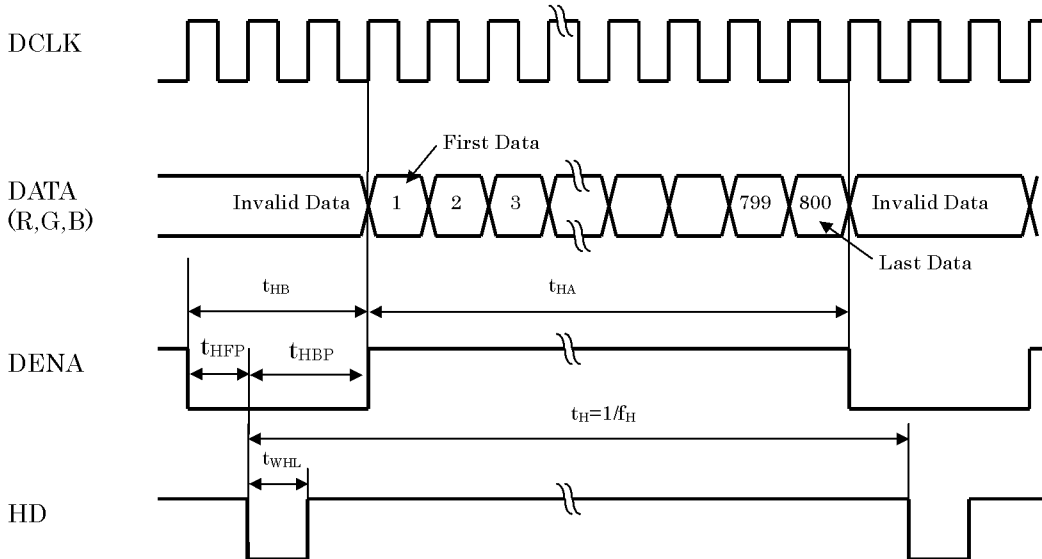 DCLK
First Data
DATA
(R,G,B)
Invalid Data
1
2
3
799
800
Invalid Data
Last Data
tHB
tHA
DENA
tHFP
tHBP
tH=1/fH
tWHL
HD